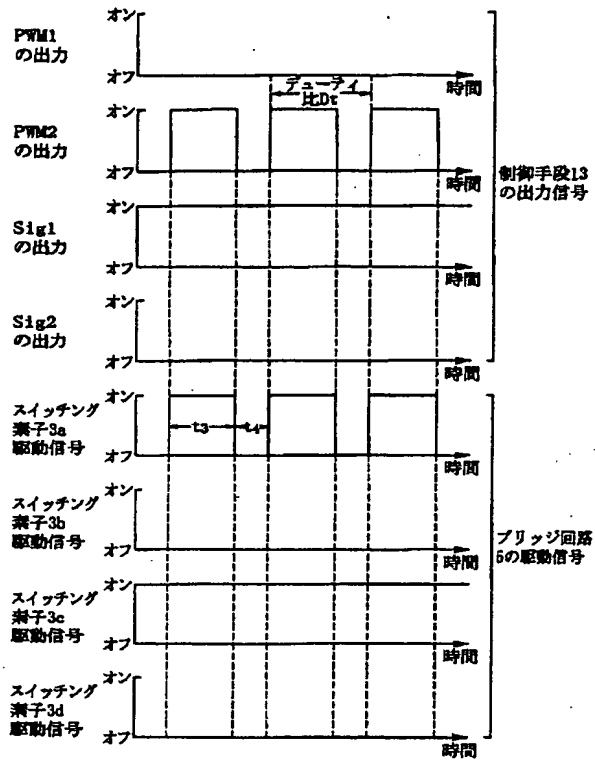 オン
PWM1
の出力
オフ
時間
デューティ
比Dt
オン
PWM2
の出力
オフ
時間
オン
Sig1
の出力
オフ
時間
オン
Sig2
の出力
オフ
時間
制御手段13
の出力信号
オン
スイッチング
素子3a
駆動信号
t3
t4
オフ
時間
オン
スイッチング
素子3b
駆動信号
オフ
時間
オン
スイッチング
素子3c
駆動信号
オフ
時間
オン
スイッチング
素子3d
駆動信号
オフ
時間
ブリッジ回路
5の駆動信号